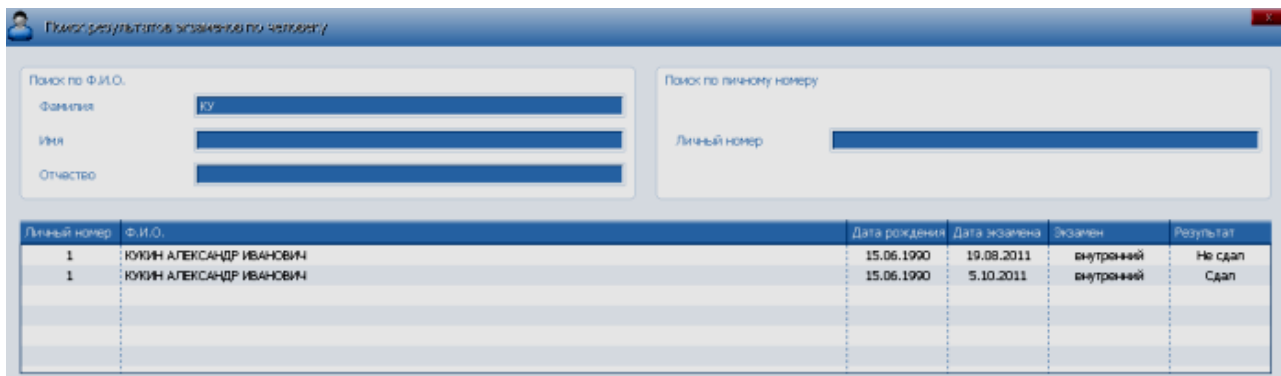 Поиск результатов экзаменов по человеку
x
Поиск по Ф.И.О.
Фамилия КУ
Имя
Отчество
Поиск по личному номеру
Личный номер
Личный номер Ф.И.О. Дата рождения Дата экзамена Экзамен Результат
1 КУКИН АЛЕКСАНДР ИВАНОВИЧ 15.06.1990 19.08.2011 внутренний Не сдал
1 КУКИН АЛЕКСАНДР ИВАНОВИЧ 15.06.1990 5.10.2011 внутренний Сдал